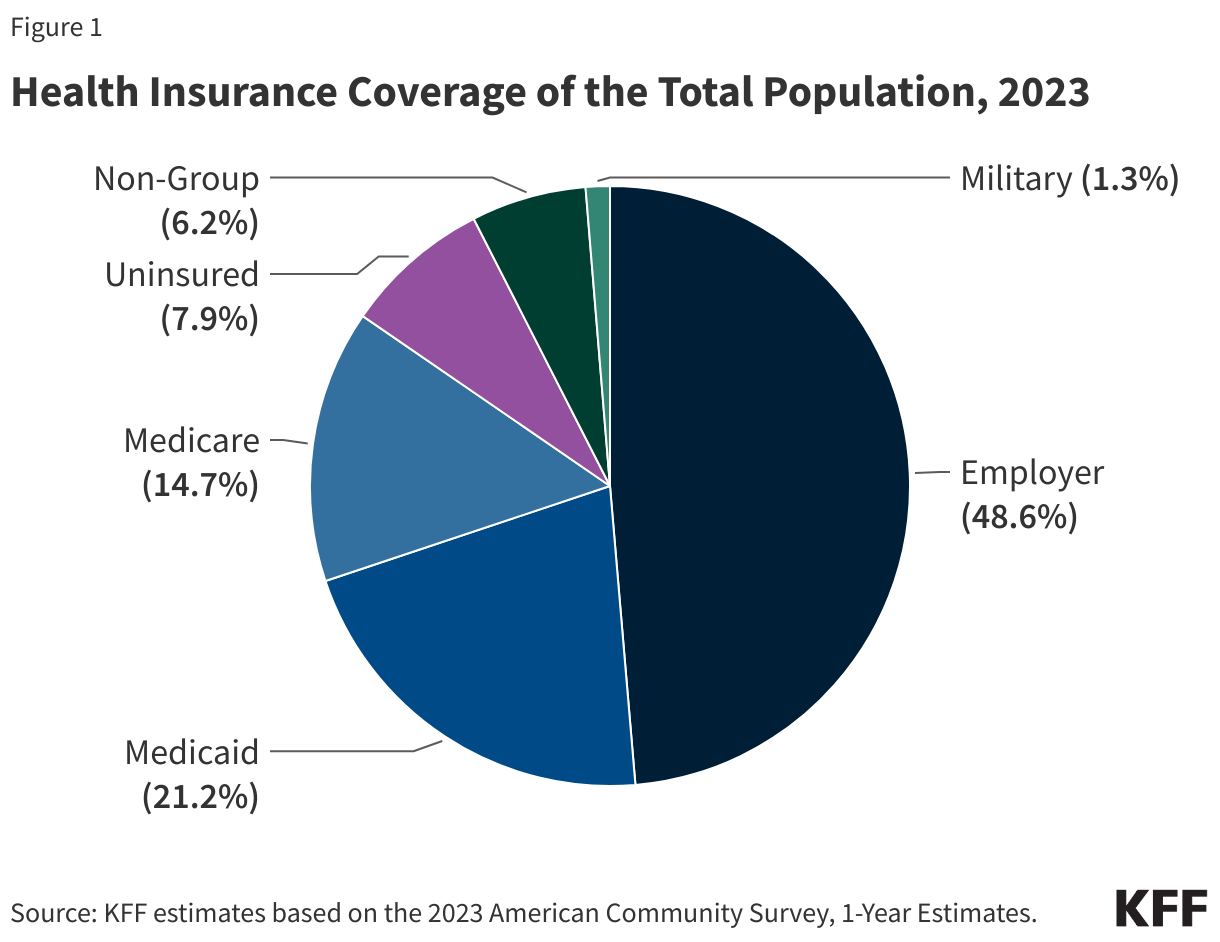 Figure 1
Health Insurance Coverage of the Total Population, 2023
Non-Group
(6.2%)
Military (1.3%)
Uninsured
(7.9%)
Medicare
(14.7%)
Employer
(48.6%)
Medicaid
(21.2%)
Source: KFF estimates based on the 2023 American Community Survey, 1-Year Estimates.
KFF